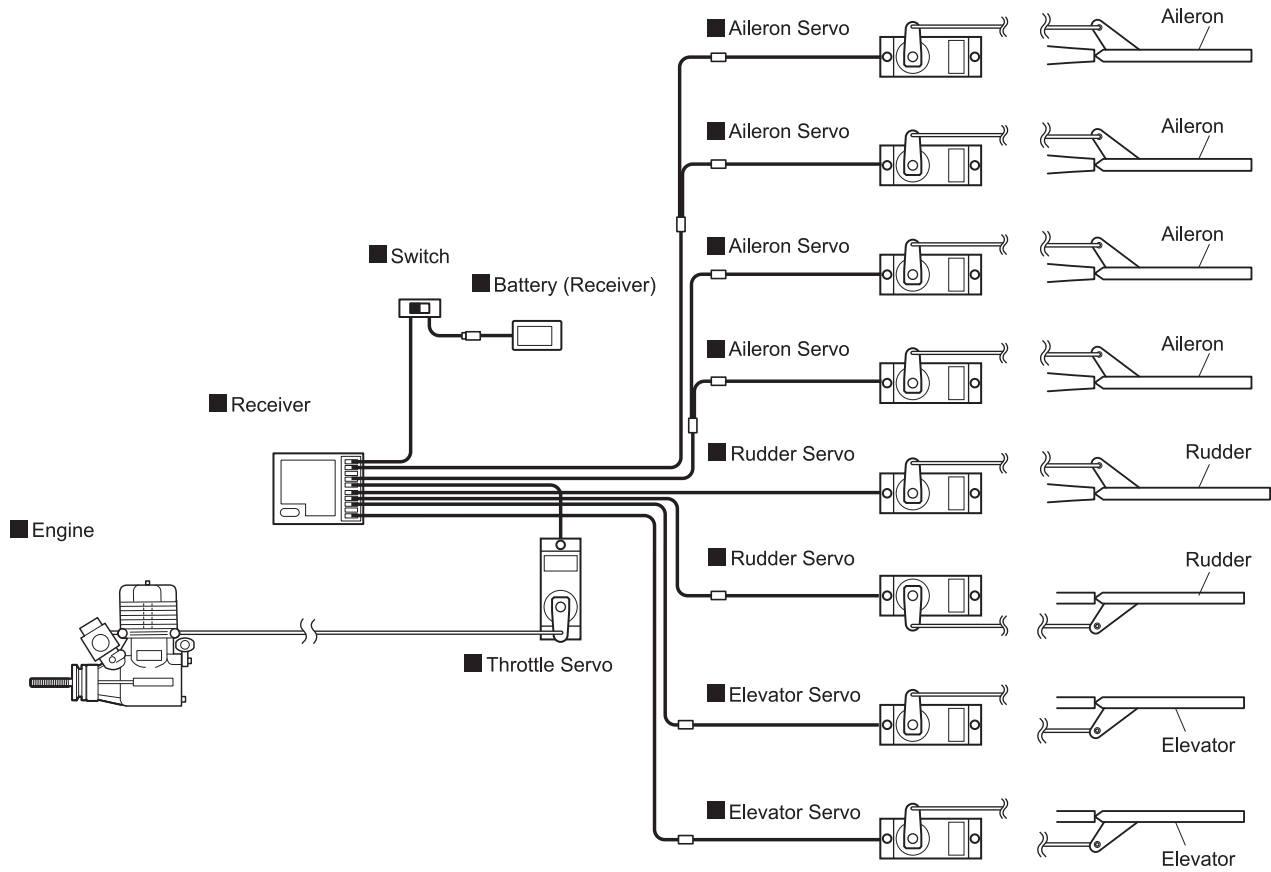 Aileron Servo
Aileron
Aileron Servo
Aileron
Aileron Servo
Aileron
Switch
Battery (Receiver)
Aileron Servo
Aileron
Receiver
Rudder Servo
Rudder
Engine
Rudder Servo
Rudder
Throttle Servo
Elevator Servo
Elevator
Elevator Servo
Elevator